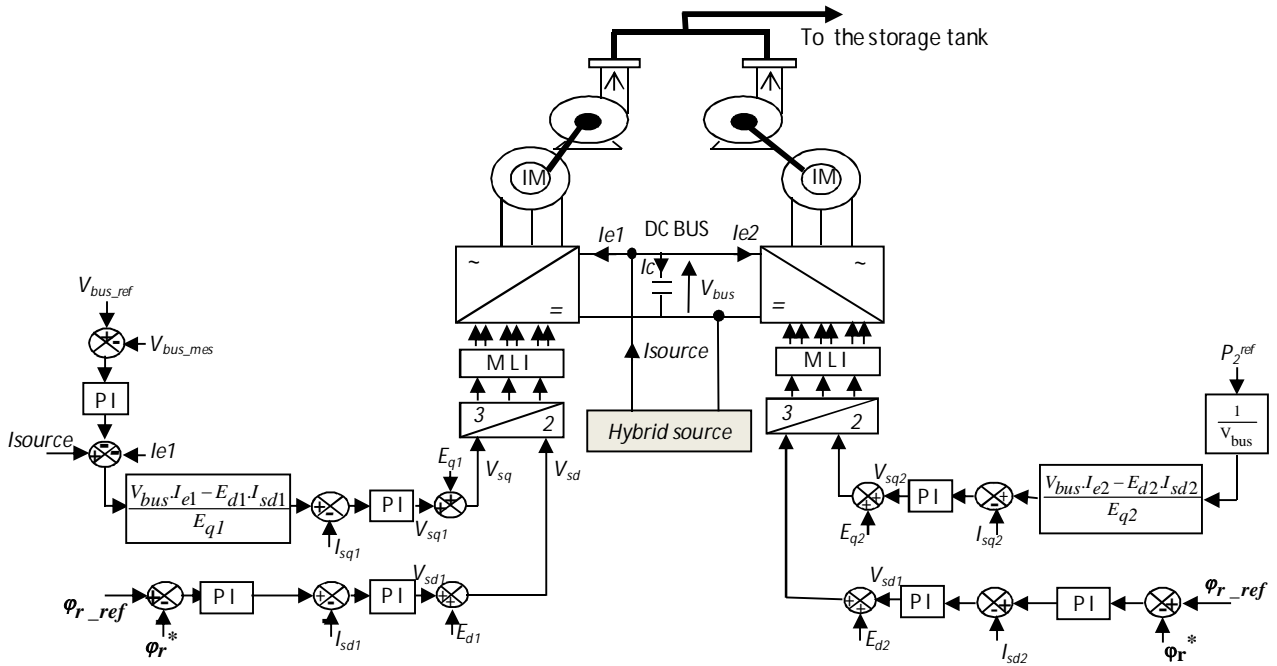 To the storage tank
IM
IM
Ie1
DC BUS
Ie2
~
=
Ic
V_bus
~
=
V_bus_ref
+
-
V_bus_mes
PI
Isource
+
-
-
Ie1
MLI
Isource
MLI
P_2^ref
1
V_bus
3
2
Hybrid source
3
2
V_sq
V_sd
E_q1
V_bus.I_e1 – E_d1.I_sd1
E_q1
+
-
PI
V_sq1
+
+
I_sq1
V_sq2
PI
+
-
E_q2
I_sq2
V_bus.I_e2 – E_d2.I_sd2
E_q2
φ_r_ref
+
-
φ_r*
PI
+
-
I_sd1
PI
V_sd1
+
+
E_d1
V_sd1
+
+
E_d2
PI
+
-
I_sd2
PI
+
-
φ_r_ref
φ_r*